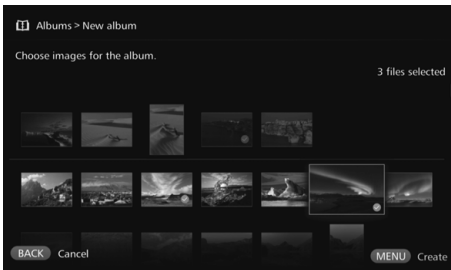 Albums > New album
Choose images for the album.
3 files selected
BACK Cancel
MENU Create